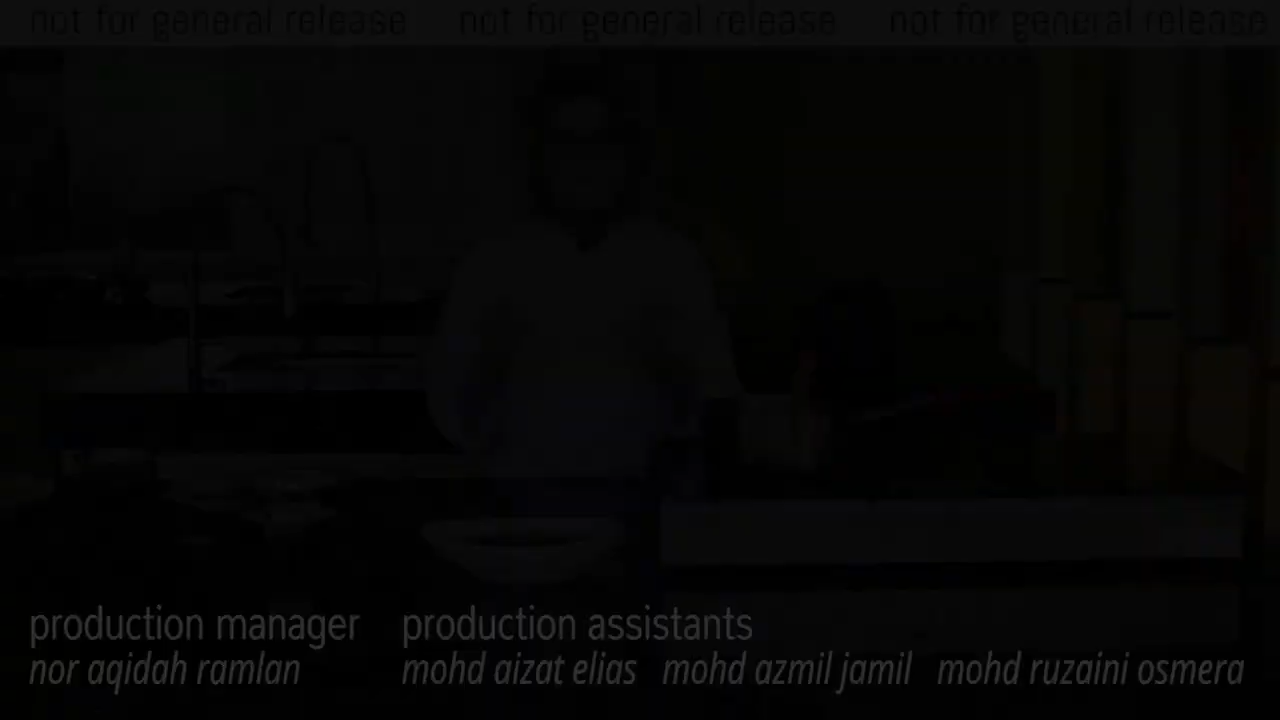 not for general release not for general release not for general release
production manager production assistants
nor aqidah ramlan mohd aizat elias mohd azmil jamil mohd ruzaini osmera